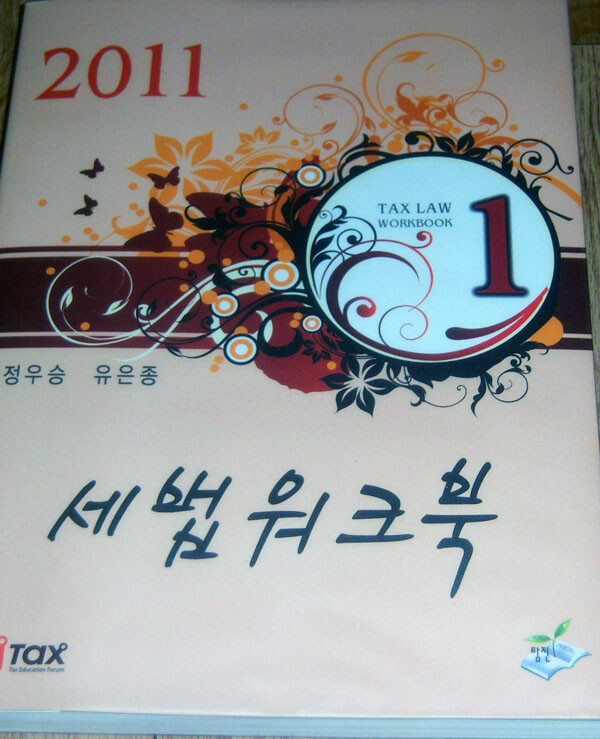 2011
TAX LAW
WORKBOOK
1
정우승 유은종
세법워크북
Tax
Tax Education Forum
탐진